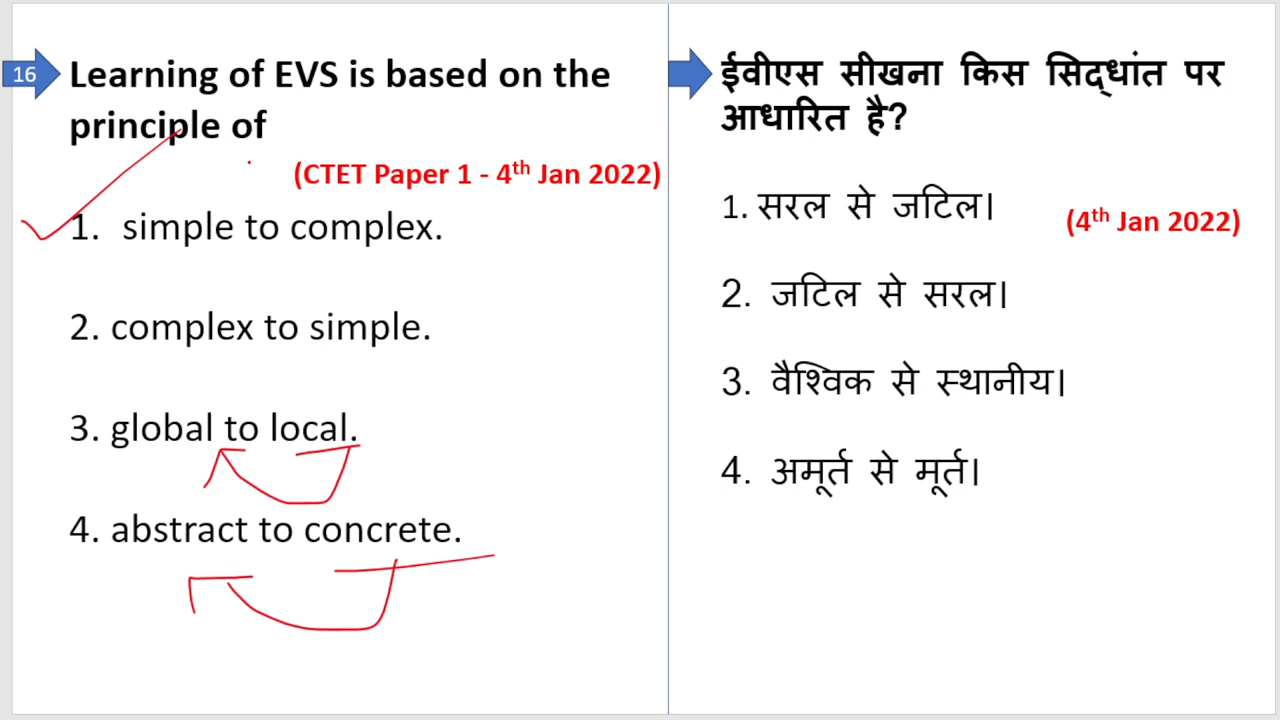 16
Learning of EVS is based on the
principle of
(CTET Paper 1 - 4th Jan 2022)
1. simple to complex.
2. complex to simple.
3. global to local.
4. abstract to concrete.
ईवीएस सीखना किस सिद्धांत पर
आधारित है?
1. सरल से जटिल।
(4th Jan 2022)
2. जटिल से सरल।
3. वैश्विक से स्थानीय।
4. अमूर्त से मूर्त।